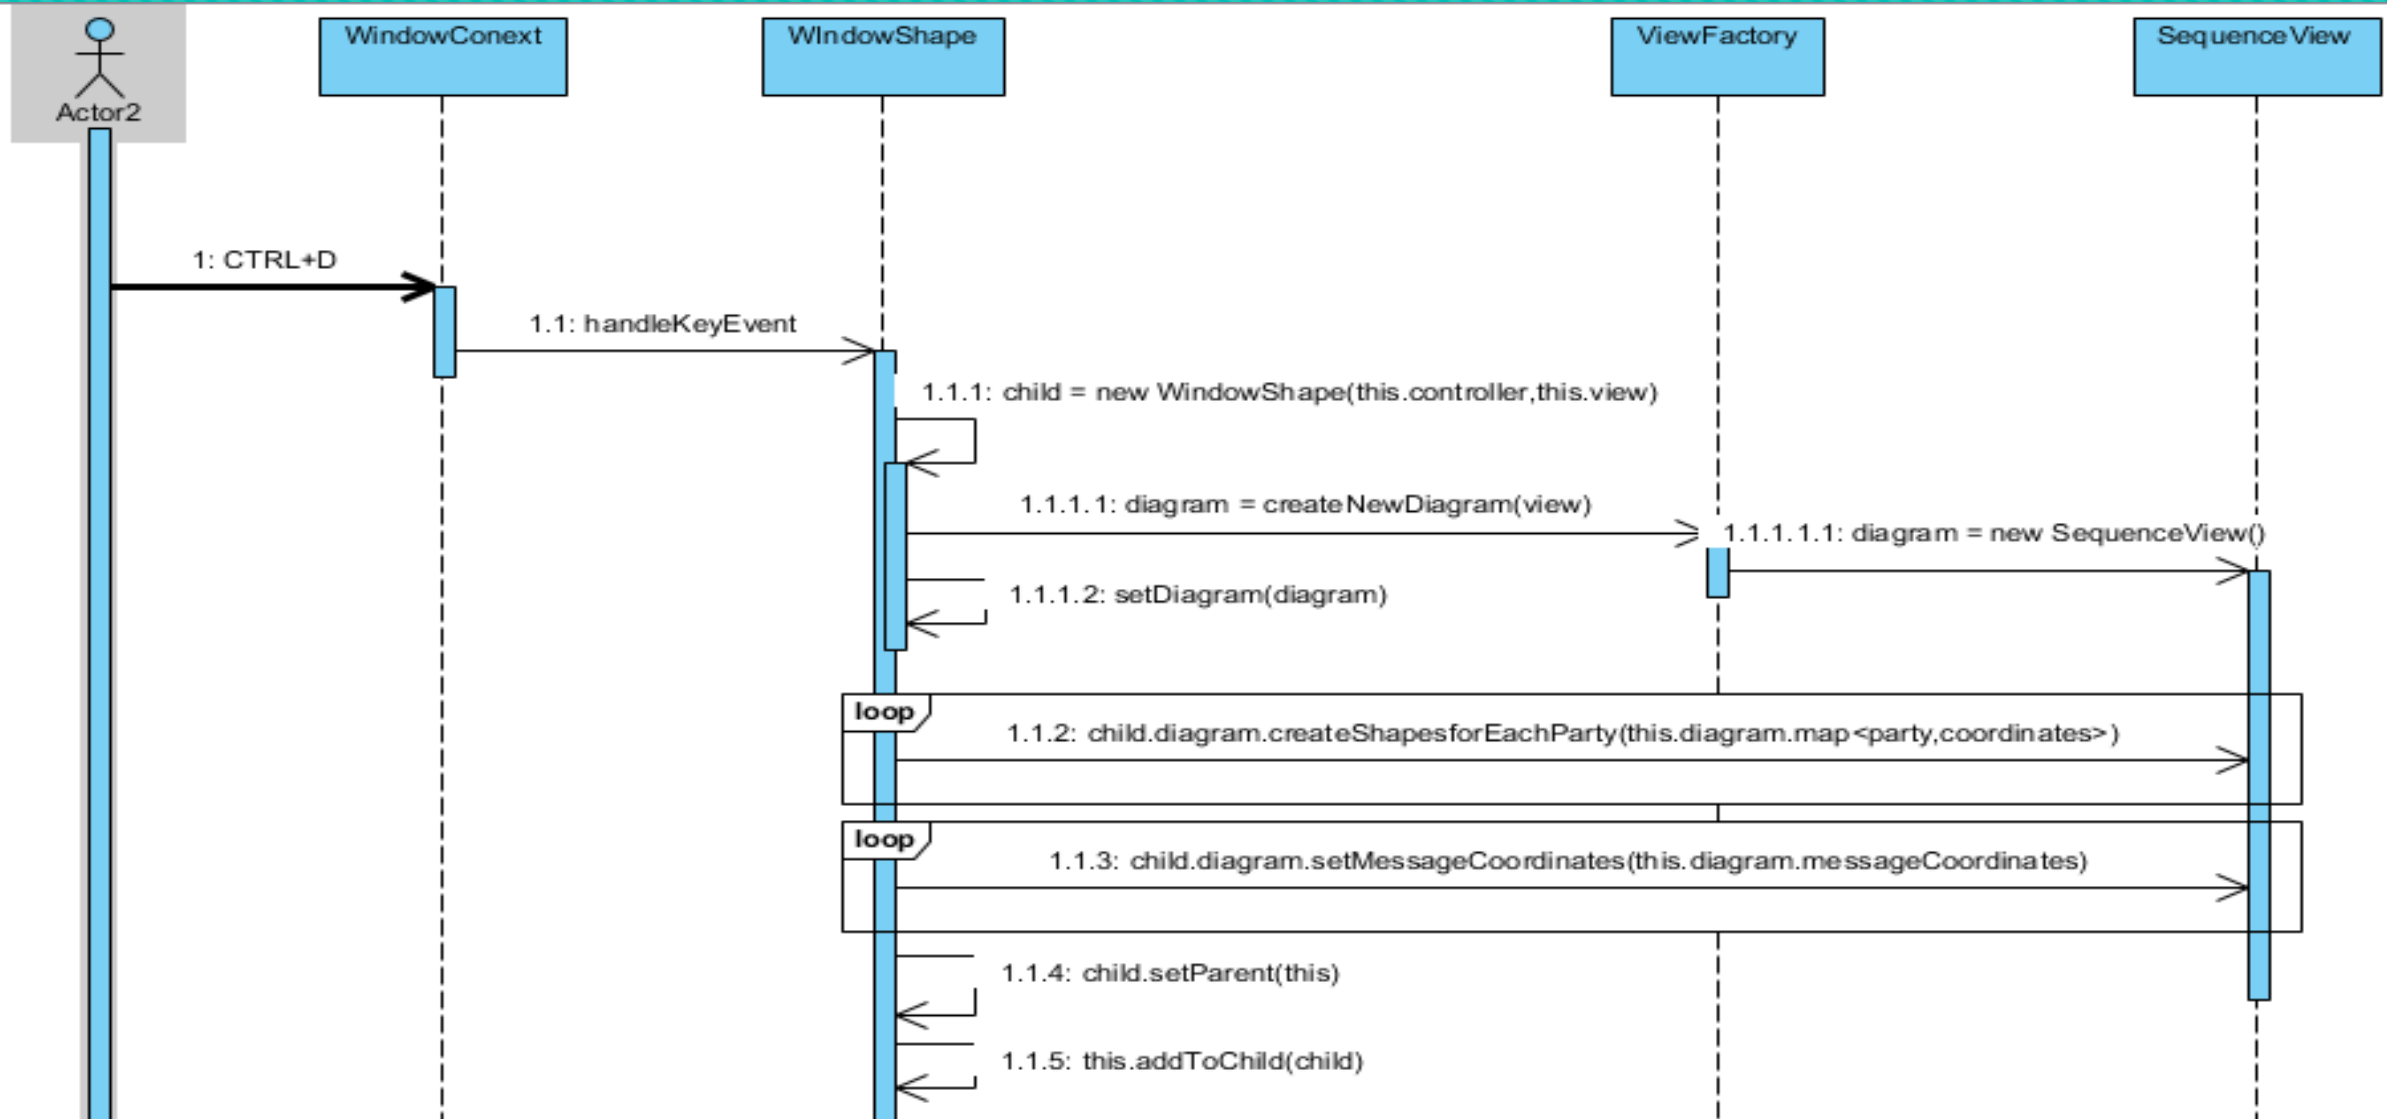 WindowConext
WIndowShape
ViewFactory
SequenceView
Actor2
1: CTRL+D
1.1: handleKeyEvent
1.1.1: child = new WindowShape(this.controller,this.view)
1.1.1.1: diagram = createNewDiagram(view)
1.1.1.1.1: diagram = new SequenceView()
1.1.1.2: setDiagram(diagram)
loop
1.1.2: child.diagram.createShapesforEachParty(this.diagram.map<party,coordinates>)
loop
1.1.3: child.diagram.setMessageCoordinates(this.diagram.messageCoordinates)
1.1.4: child.setParent(this)
1.1.5: this.addToChild(child)